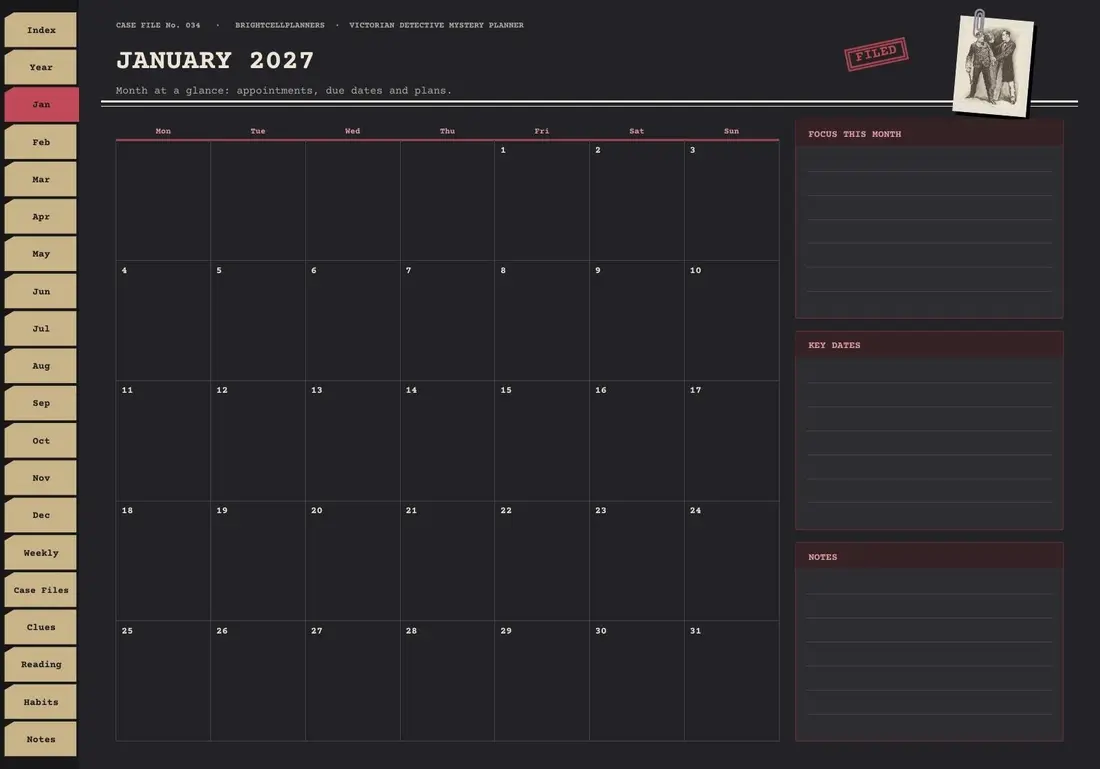 Index
Year
Jan
Feb
Mar
Apr
May
Jun
Jul
Aug
Sep
Oct
Nov
Dec
Weekly
Case Files
Clues
Reading
Habits
Notes
CASE FILE No. 034 · BRIGHTCELLPLANNERS · VICTORIAN DETECTIVE MYSTERY PLANNER
JANUARY 2027
Month at a glance: appointments, due dates and plans.
FILED
Mon Tue Wed Thu Fri Sat Sun
1 2 3
4 5 6 7 8 9 10
11 12 13 14 15 16 17
18 19 20 21 22 23 24
25 26 27 28 29 30 31
FOCUS THIS MONTH
KEY DATES
NOTES